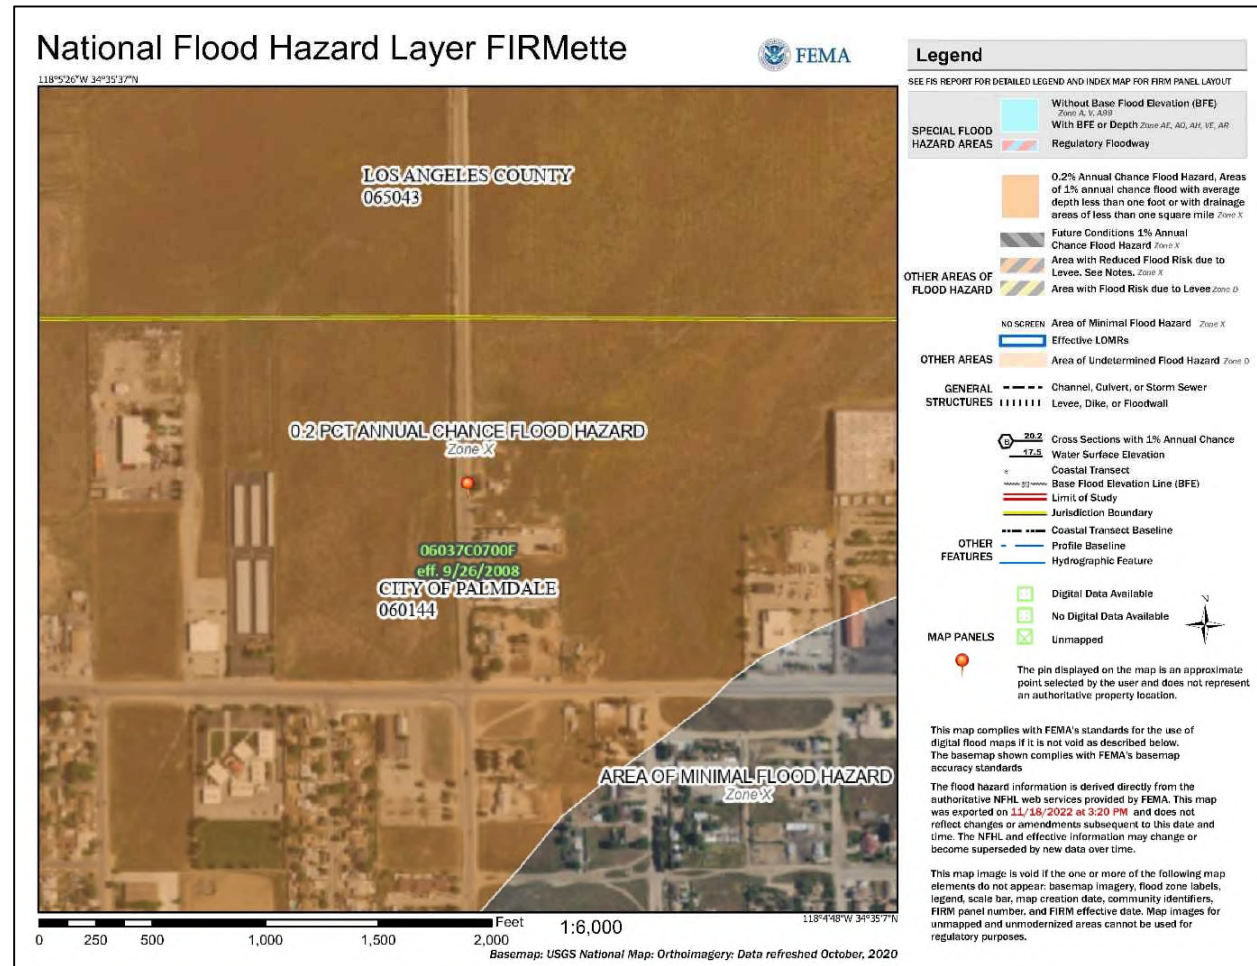 National Flood Hazard Layer FIRMette
FEMA
118°5'26"W 34°35'37"N
LOS ANGELES COUNTY
065043
0.2 PCT ANNUAL CHANCE FLOOD HAZARD
Zone X
06037C0700F
eff. 9/26/2008
CITY OF PALMDALE
060144
AREA OF MINIMAL FLOOD HAZARD
Zone X
Feet
1:6,000
118°4'48"W 34°35'7"N
0
250
500
1,000
1,500
2,000
Basemap: USGS National Map: Orthoimagery: Data refreshed October, 2020
Legend
SEE FIS REPORT FOR DETAILED LEGEND AND INDEX MAP FOR FIRM PANEL LAYOUT
SPECIAL FLOOD
HAZARD AREAS
Without Base Flood Elevation (BFE)
Zone A, V, A99
With BFE or Depth Zone AE, AO, AH, VE, AR
Regulatory Floodway
OTHER AREAS OF
FLOOD HAZARD
0.2% Annual Chance Flood Hazard, Areas
of 1% annual chance flood with average
depth less than one foot or with drainage
areas of less than one square mile Zone X
Future Conditions 1% Annual
Chance Flood Hazard Zone X
Area with Reduced Flood Risk due to
Levee. See Notes. Zone X
Area with Flood Risk due to Levee Zone D
OTHER AREAS
NO SCREEN Area of Minimal Flood Hazard Zone X
Effective LOMRs
Area of Undetermined Flood Hazard Zone D
GENERAL
STRUCTURES
Channel, Culvert, or Storm Sewer
Levee, Dike, or Floodwall
OTHER
FEATURES
B 20.2 Cross Sections with 1% Annual Chance
17.5 Water Surface Elevation
Coastal Transect
Base Flood Elevation Line (BFE)
Limit of Study
Jurisdiction Boundary
Coastal Transect Baseline
Profile Baseline
Hydrographic Feature
MAP PANELS
Digital Data Available
No Digital Data Available
Unmapped
N
The pin displayed on the map is an approximate
point selected by the user and does not represent
an authoritative property location.
This map complies with FEMA's standards for the use of
digital flood maps if it is not void as described below.
The basemap shown complies with FEMA's basemap
accuracy standards
The flood hazard information is derived directly from the
authoritative NFHL web services provided by FEMA. This map
was exported on 11/18/2022 at 3:20 PM and does not
reflect changes or amendments subsequent to this date and
time. The NFHL and effective information may change or
become superseded by new data over time.
This map image is void if the one or more of the following map
elements do not appear: basemap imagery, flood zone labels,
legend, scale bar, map creation date, community identifiers,
FIRM panel number, and FIRM effective date. Map images for
unmapped and unmodernized areas cannot be used for
regulatory purposes.